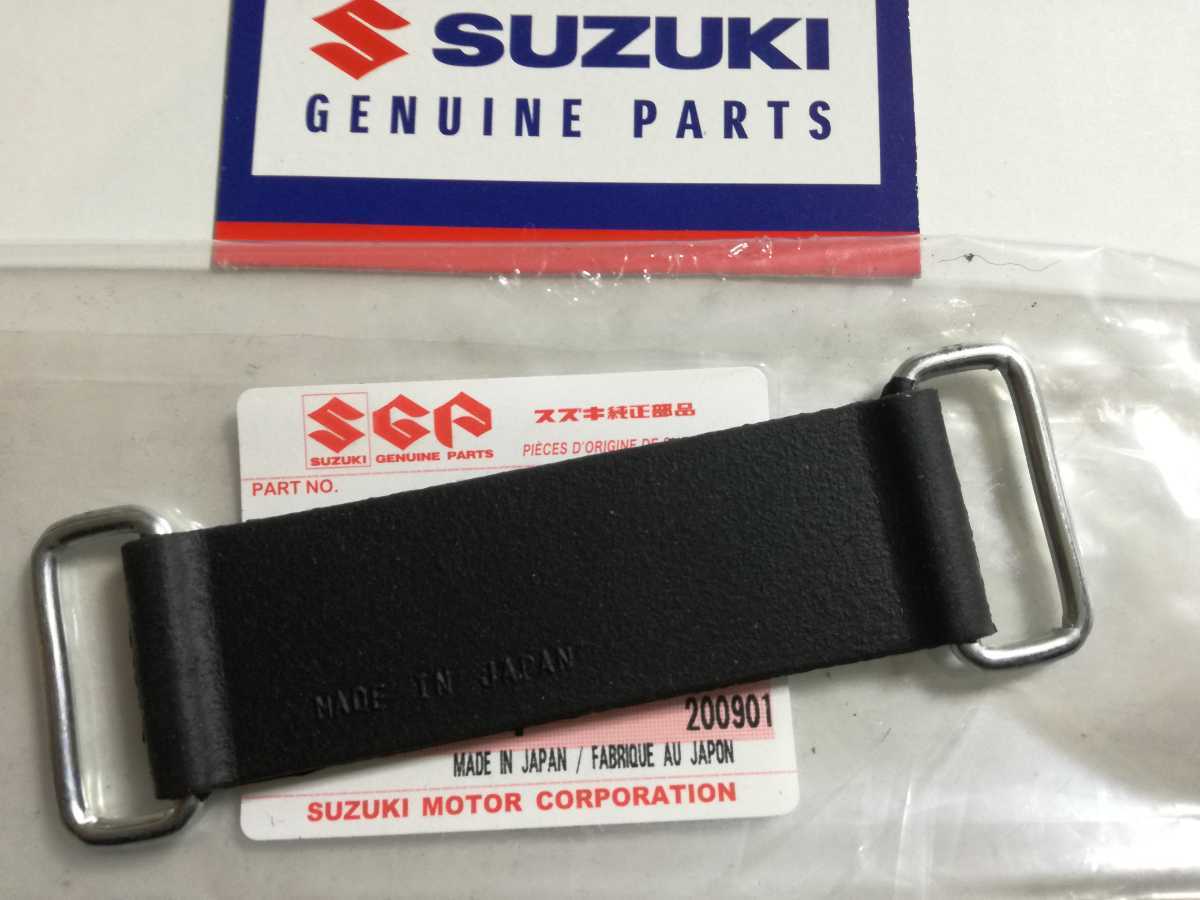 SUZUKI
GENUINE PARTS
SGP
スズキ純正部品
SUZUKI GENUINE PARTS
PIÈCES D'ORIGINE DE
PART NO.
MADE IN JAPAN
200901
MADE IN JAPAN / FABRIQUE AU JAPON
SUZUKI MOTOR CORPORATION